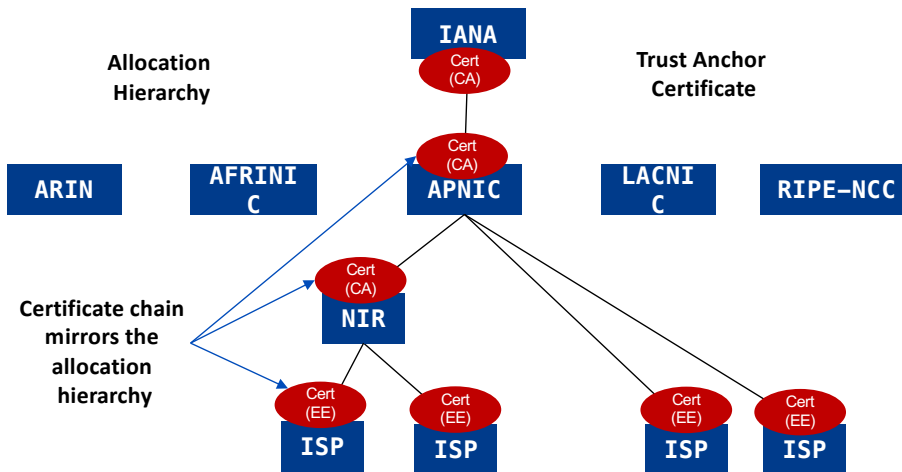 IANA
Cert
(CA)
Allocation
Hierarchy
Trust Anchor
Certificate
Cert
(CA)
ARIN
AFRINI
C
APNIC
LACNI
C
RIPE–NCC
Cert
(CA)
NIR
Certificate chain
mirrors the
allocation
hierarchy
Cert
(EE)
ISP
Cert
(EE)
ISP
Cert
(EE)
ISP
Cert
(EE)
ISP